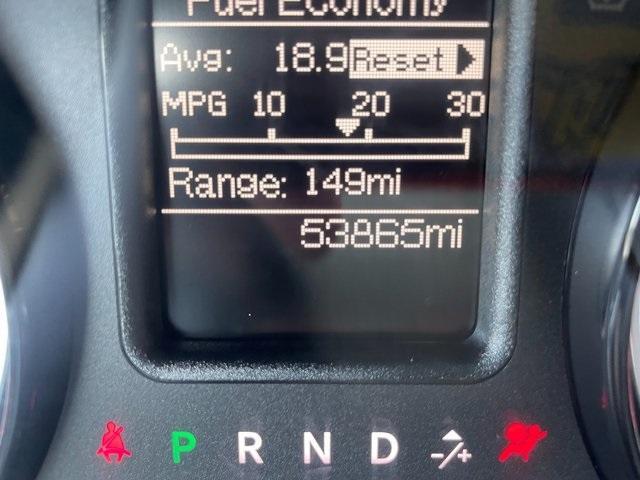 Fuel Economy
Avg: 18.9 Reset
MPG 10 20 30
Range: 149mi
53865mi
P R N D -/+